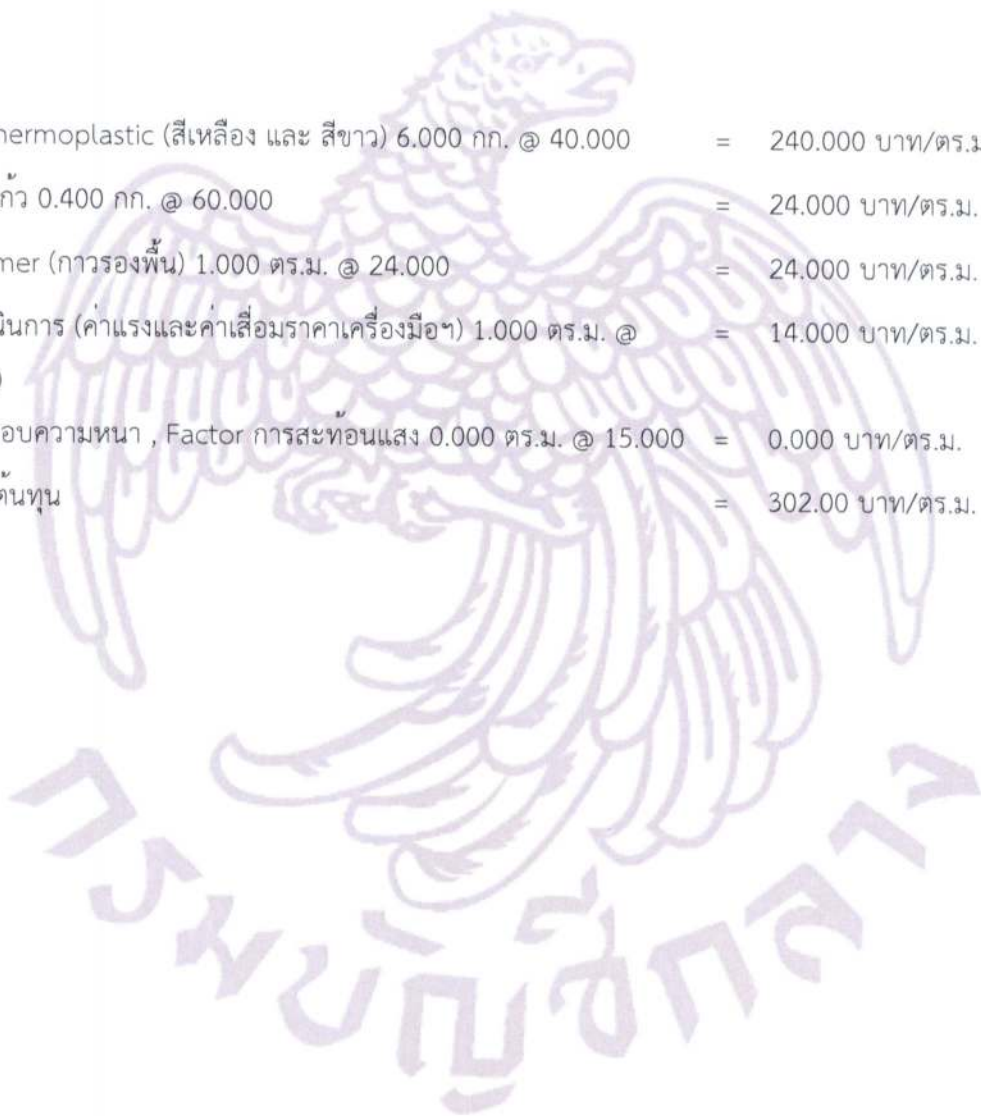 hermoplastic (สีเหลือง และ สีขาว) 6.000 กก. @ 40.000 = 240.000 บาท/ตร.ม
แก้ว 0.400 กก. @ 60.000 = 24.000 บาท/ตร.ม.
mer (กาวรองพื้น) 1.000 ตร.ม. @ 24.000 = 24.000 บาท/ตร.ม.
นินการ (ค่าแรงและค่าเสื่อมราคาเครื่องมือฯ) 1.000 ตร.ม. @ = 14.000 บาท/ตร.ม.
)
อบความหนา , Factor การสะท้อนแสง 0.000 ตร.ม. @ 15.000 = 0.000 บาท/ตร.ม.
ต้นทุน = 302.00 บาท/ตร.ม.
กรมบัญชีกลาง